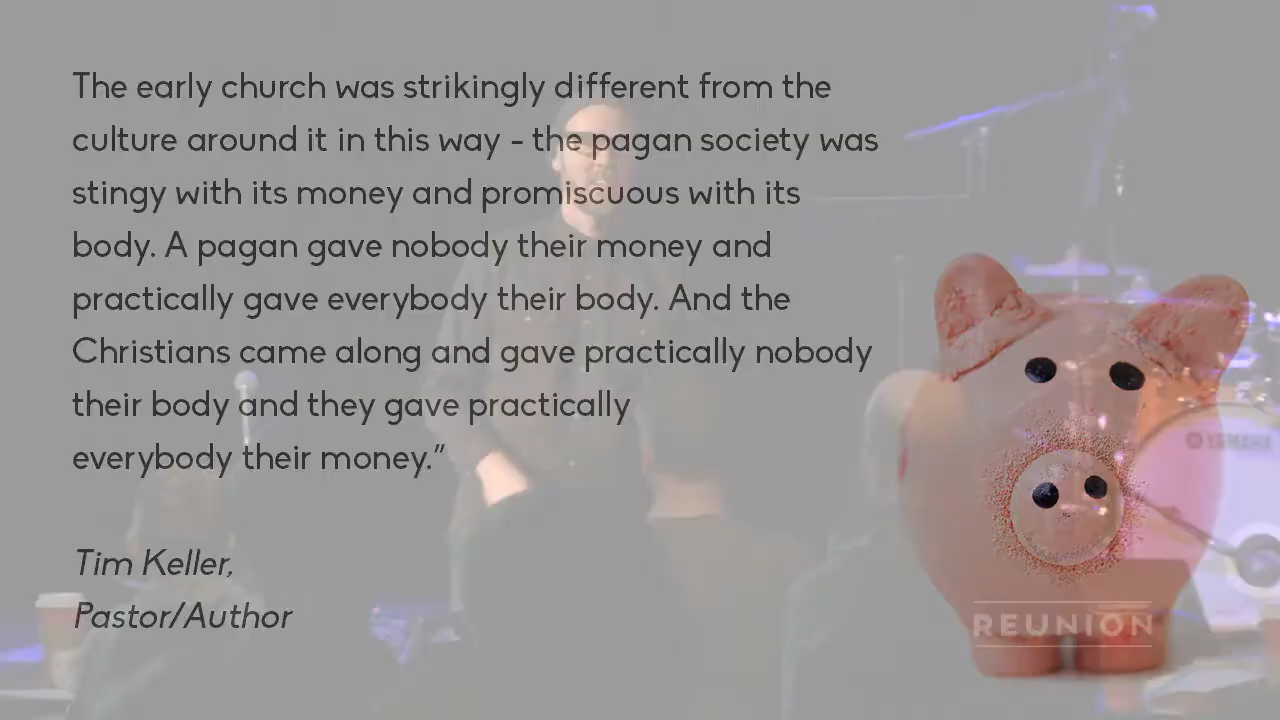 The early church was strikingly different from the
culture around it in this way - the pagan society was
stingy with its money and promiscuous with its
body. A pagan gave nobody their money and
practically gave everybody their body. And the
Christians came along and gave practically nobody
their body and they gave practically
everybody their money.”
Tim Keller,
Pastor/Author
YAMAHA
REUNION